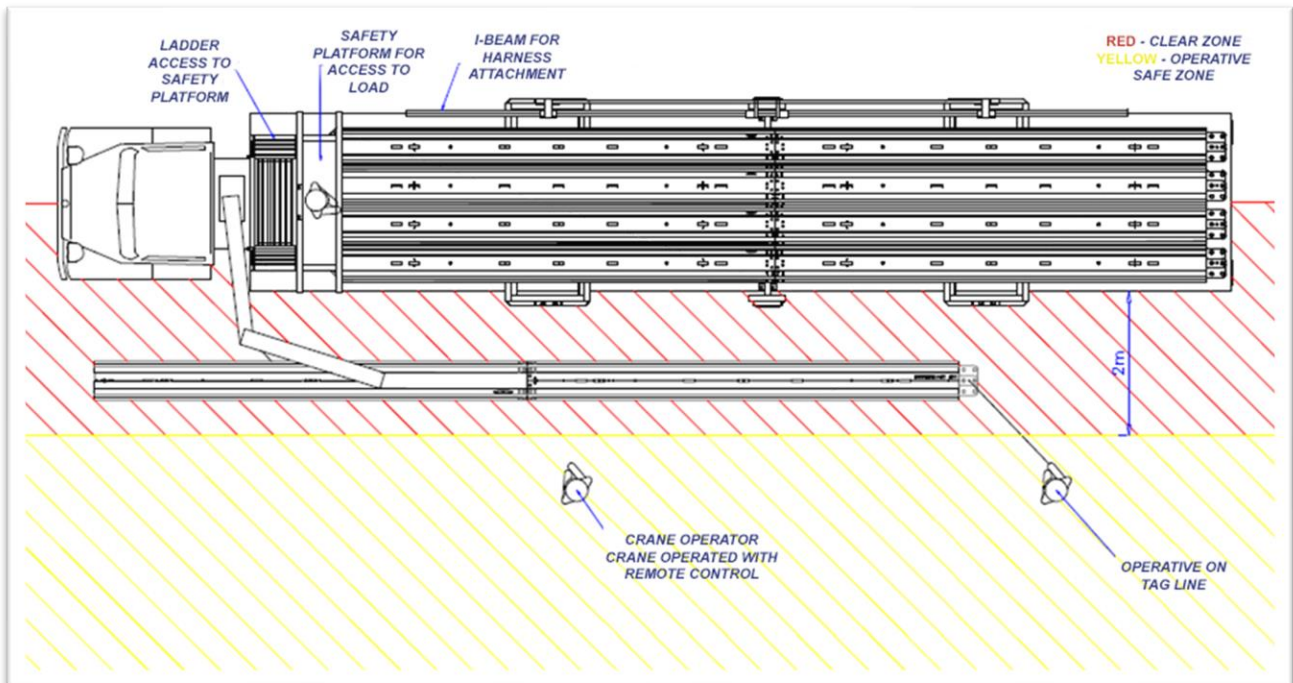 LADDER
ACCESS TO
SAFETY
PLATFORM
SAFETY
PLATFORM FOR
ACCESS TO
LOAD
I-BEAM FOR
HARNESS
ATTACHMENT
RED - CLEAR ZONE
YELLOW - OPERATIVE
SAFE ZONE
2m
CRANE OPERATOR
CRANE OPERATED WITH
REMOTE CONTROL
OPERATIVE ON
TAG LINE